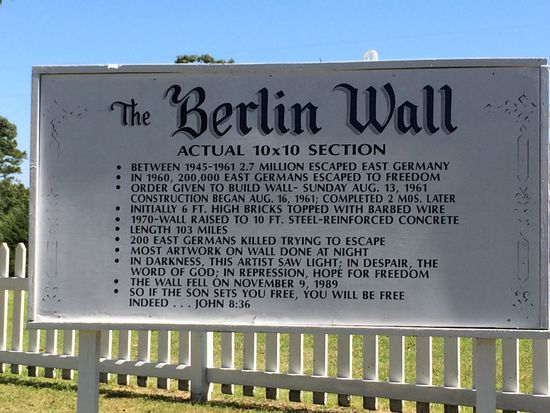 The Berlin Wall
ACTUAL 10x10 SECTION
• BETWEEN 1945-1961 2.7 MILLION ESCAPED EAST GERMANY
• IN 1960, 200,000 EAST GERMANS ESCAPED TO FREEDOM
• ORDER GIVEN TO BUILD WALL- SUNDAY AUG. 13, 1961
CONSTRUCTION BEGAN AUG. 16, 1961; COMPLETED 2 M0S. LATER
• INITIALLY 6 FT. HIGH BRICKS TOPPED WITH BARBED WIRE
• 1970-WALL RAISED TO 10 FT. STEEL-REINFORCED CONCRETE
• LENGTH 103 MILES
• 200 EAST GERMANS KILLED TRYING TO ESCAPE
• MOST ARTWORK ON WALL DONE AT NIGHT
• IN DARKNESS, THIS ARTIST SAW LIGHT; IN DESPAIR, THE
WORD OF GOD; IN REPRESSION, HOPE FOR FREEDOM
• THE WALL FELL ON NOVEMBER 9, 1989
• SO IF THE SON SETS YOU FREE, YOU WILL BE FREE
INDEED . . . JOHN 8:36